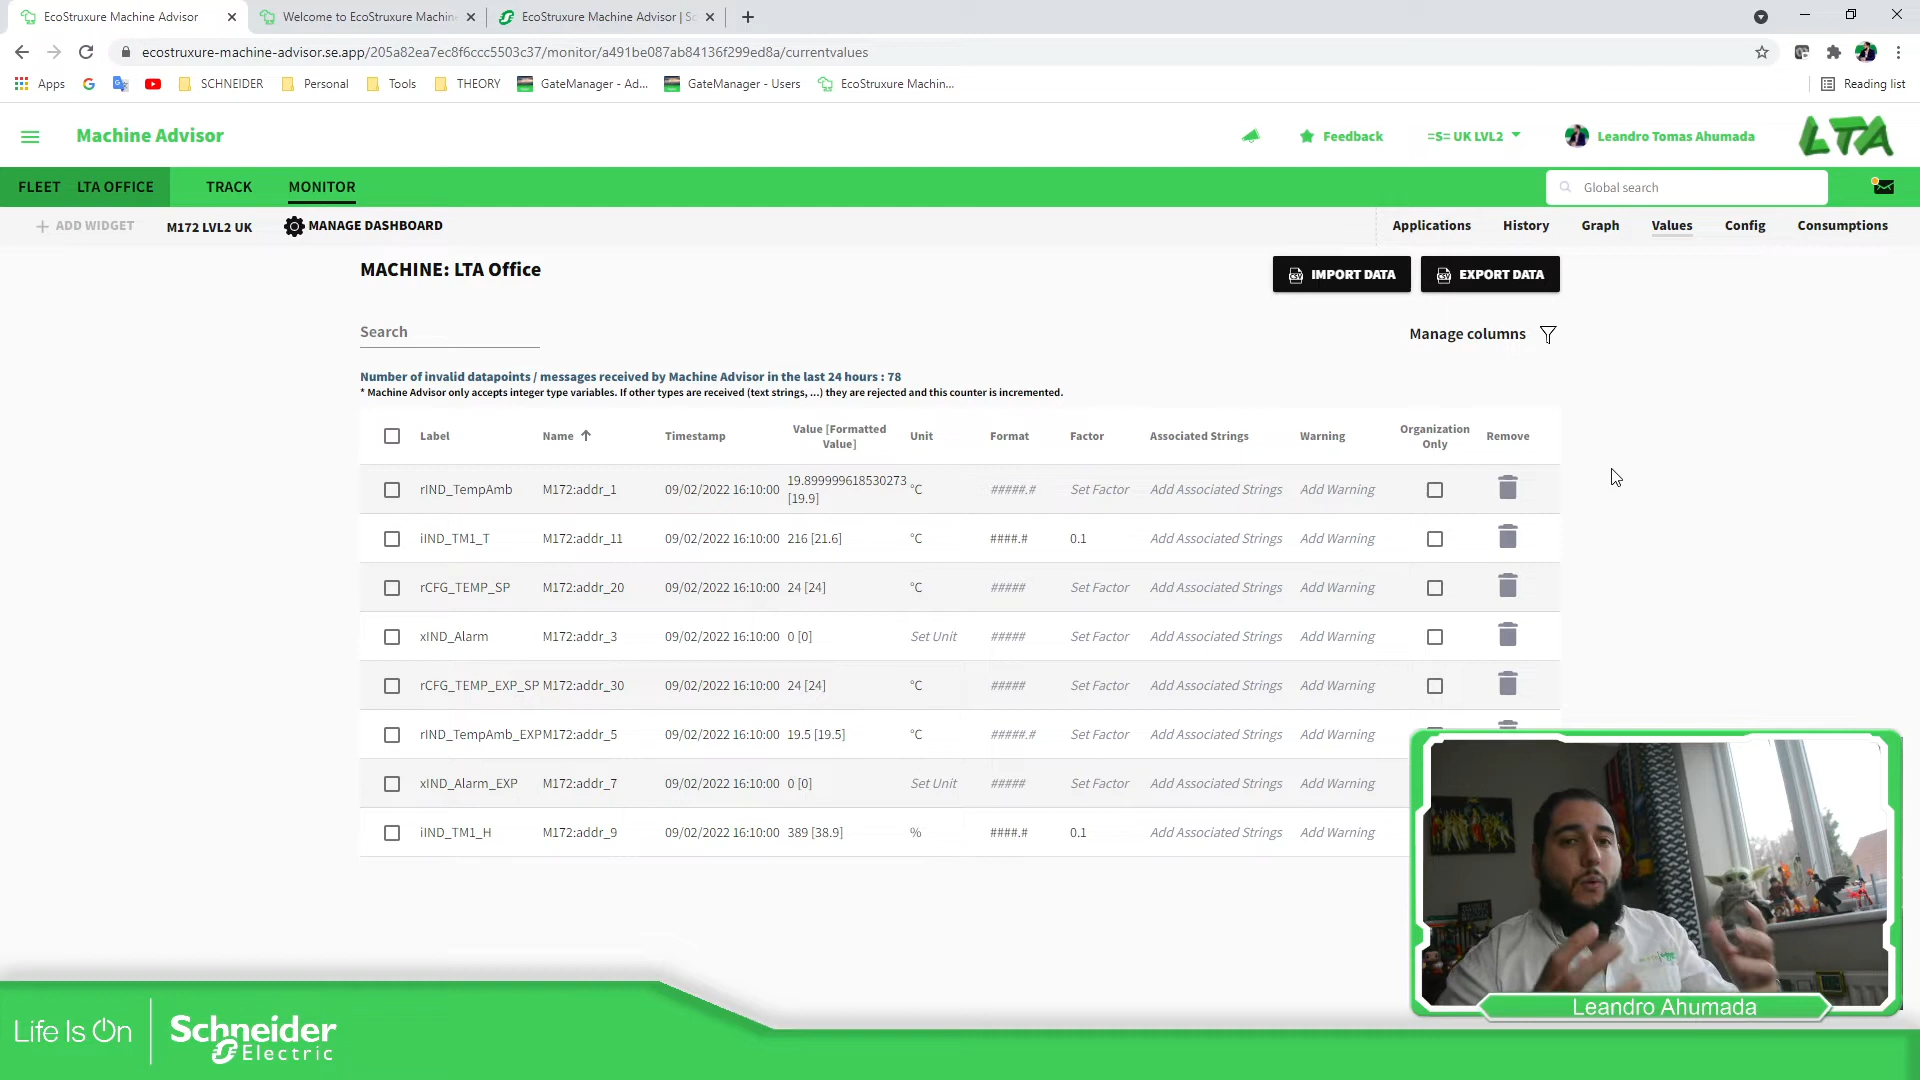 EcoStruxure Machine Advisor
Welcome to EcoStruxure Machine
EcoStruxure Machine Advisor | Sc
ecostruxure-machine-advisor.se.app/205a82ea7ec8f6ccc5503c37/monitor/a491be087ab84136f299ed8a/currentvalues
Apps SCHNEIDER Personal Tools THEORY GateManager - Ad... GateManager - Users EcoStruxure Machin... Reading list
Machine Advisor Feedback =S= UK LVL2 Leandro Tomas Ahumada LTA
FLEET LTA OFFICE TRACK MONITOR Global search
+ ADD WIDGET M172 LVL2 UK MANAGE DASHBOARD Applications History Graph Values Config Consumptions
MACHINE: LTA Office IMPORT DATA EXPORT DATA
Search Manage columns
Number of invalid datapoints / messages received by Machine Advisor in the last 24 hours : 78
* Machine Advisor only accepts integer type variables. If other types are received (text strings, ...) they are rejected and this counter is incremented.
Label Name Timestamp Value [Formatted Value] Unit Format Factor Associated Strings Warning Organization Only Remove
rIND_TempAmb M172:addr_1 09/02/2022 16:10:00 19.899999618530273 [19.9] °C #####.# Set Factor Add Associated Strings Add Warning
iIND_TM1_T M172:addr_11 09/02/2022 16:10:00 216 [21.6] °C ####.# 0.1 Add Associated Strings Add Warning
rCFG_TEMP_SP M172:addr_20 09/02/2022 16:10:00 24 [24] °C ##### Set Factor Add Associated Strings Add Warning
xIND_Alarm M172:addr_3 09/02/2022 16:10:00 0 [0] Set Unit ##### Set Factor Add Associated Strings Add Warning
rCFG_TEMP_EXP_SP M172:addr_30 09/02/2022 16:10:00 24 [24] °C ##### Set Factor Add Associated Strings Add Warning
rIND_TempAmb_EXP M172:addr_5 09/02/2022 16:10:00 19.5 [19.5] °C #####.# Set Factor Add Associated Strings Add Warning
xIND_Alarm_EXP M172:addr_7 09/02/2022 16:10:00 0 [0] Set Unit ##### Set Factor Add Associated Strings Add Warning
iIND_TM1_H M172:addr_9 09/02/2022 16:10:00 389 [38.9] % ####.# 0.1 Add Associated Strings Add Warning
Leandro Ahumada
Life Is On Schneider Electric